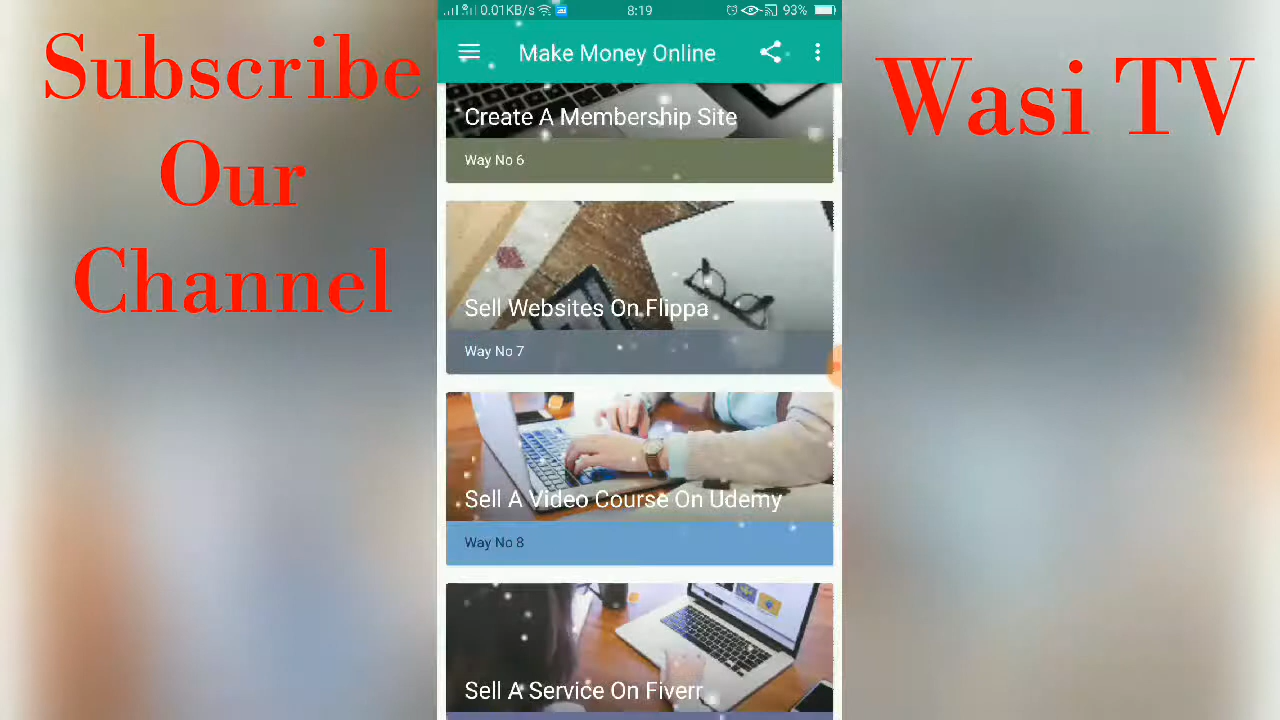 Subscribe
Our
Channel
0.01KB/s 8:19 93%
Make Money Online
Create A Membership Site
Way No 6
Sell Websites On Flippa
Way No 7
Sell A Video Course On Udemy
Way No 8
Sell A Service On Fiverr
Wasi TV